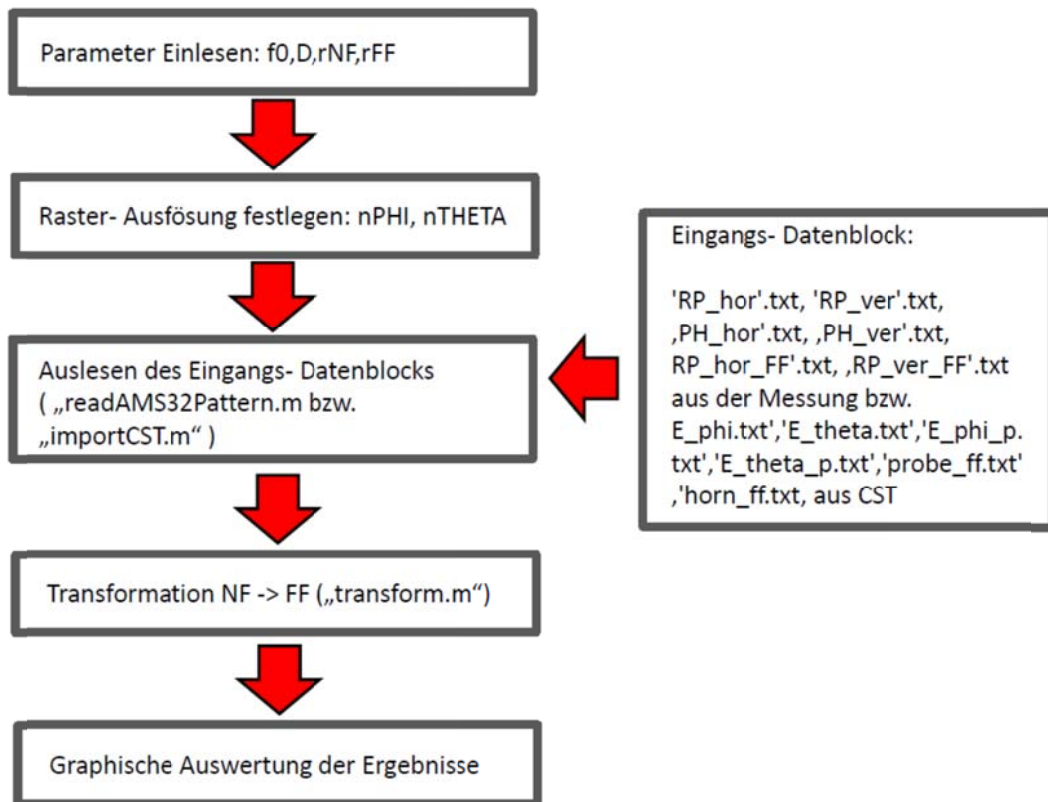 Parameter Einlesen: f0,D,rNF,rFF
Raster- Ausfösung festlegen: nPHI, nTHETA
Auslesen des Eingangs- Datenblocks
( „readAMS32Pattern.m bzw.
„importCST.m“ )
Eingangs- Datenblock:
'RP_hor'.txt, 'RP_ver'.txt,
‚PH_hor'.txt, ‚PH_ver'.txt,
RP_hor_FF'.txt, ‚RP_ver_FF'.txt
aus der Messung bzw.
E_phi.txt','E_theta.txt','E_phi_p.
txt','E_theta_p.txt','probe_ff.txt'
,'horn_ff.txt, aus CST
Transformation NF -> FF („transform.m“)
Graphische Auswertung der Ergebnisse